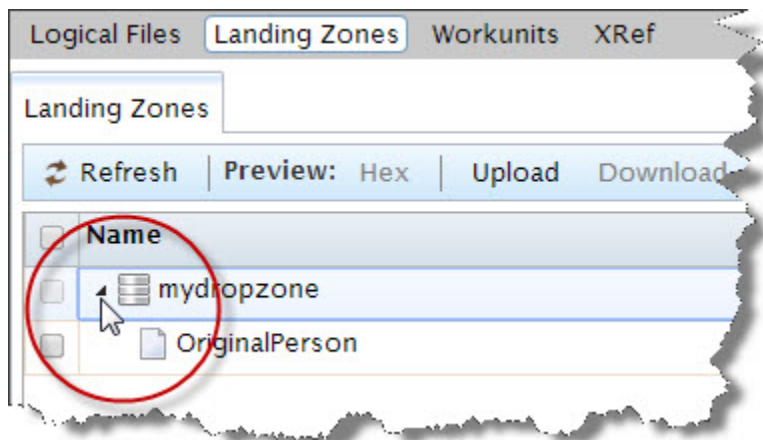 Logical Files Landing Zones Workunits XRef
Landing Zones
Refresh Preview: Hex Upload Download
Name
mydropzone
OriginalPerson